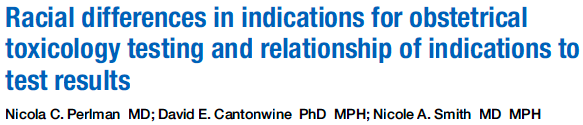 Racial differences in indications for obstetrical
toxicology testing and relationship of indications to
test results
Nicola C. Perlman MD; David E. Cantonwine PhD MPH; Nicole A. Smith MD MPH